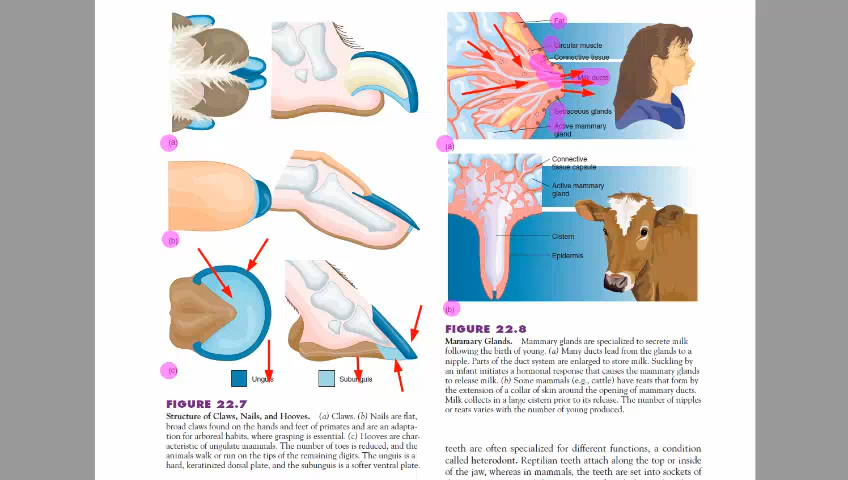 (a)
(b)
(c)
Unguis
Subunguis
FIGURE 22.7
Structure of Claws, Nails, and Hooves. (a) Claws. (b) Nails are flat,
broad claws found on the hands and feet of primates and are an adapta-
tion for arboreal habits, where grasping is essential. (c) Hooves are char-
acteristic of ungulate mammals. The number of toes is reduced, and the
animals walk or run on the tips of the remaining digits. The unguis is a
hard, keratinized dorsal plate, and the subunguis is a softer ventral plate.
Fat
Circular muscle
Connective tissue
Milk ducts
Sebaceous glands
Active mammary
gland
(a)
Connective
tissue capsule
Active mammary
gland
Cistern
Epidermis
(b)
FIGURE 22.8
Mammary Glands. Mammary glands are specialized to secrete milk
following the birth of young. (a) Many ducts lead from the glands to a
nipple. Parts of the duct system are enlarged to store milk. Suckling by
an infant initiates a hormonal response that causes the mammary glands
to release milk. (b) Some mammals (e.g., cattle) have teats that form by
the extension of a collar of skin around the opening of mammary ducts.
Milk collects in a large cistern prior to its release. The number of nipples
or teats varies with the number of young produced.
teeth are often specialized for different functions, a condition
called heterodont. Reptilian teeth attach along the top or inside
of the jaw, whereas in mammals, the teeth are set into sockets of